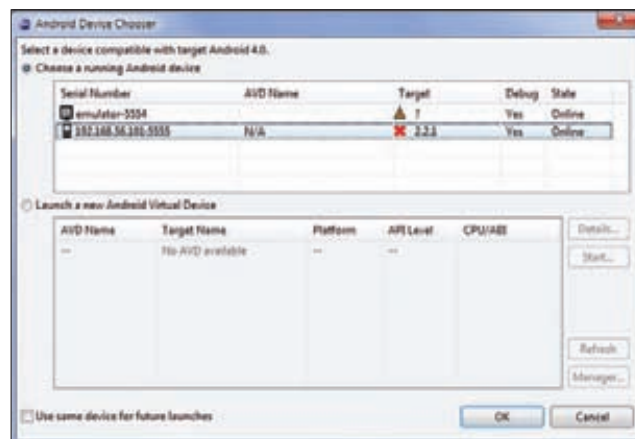 Android Device Chooser
Select a device compatible with target Android 4.0.
Choose a running Android device
Serial Number AVD Name Target Debug State
emulator-5554 ? Yes Online
192.168.56.101:5555 N/A 2.2.1 Yes Online
Launch a new Android Virtual Device
AVD Name Target Name Platform API Level CPU/ABI
-- No AVD available -- --
Details...
Start...
Refresh
Manager...
Use same device for future launches
OK Cancel